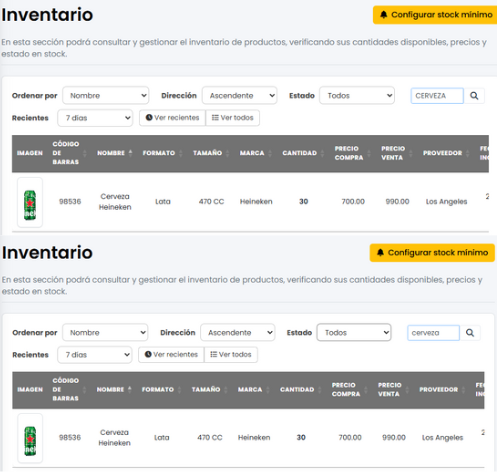 Inventario
Configurar stock mínimo
En esta sección podrá consultar y gestionar el inventario de productos, verificando sus cantidades disponibles, precios y
estado en stock.
Ordenar por Nombre Dirección Ascendente Estado Todos CERVEZA
Recientes 7 días Ver recientes Ver todos
IMAGEN CÓDIGO DE BARRAS NOMBRE FORMATO TAMAÑO MARCA CANTIDAD PRECIO COMPRA PRECIO VENTA PROVEEDOR
98536 Cerveza Heineken Lata 470 CC Heineken 30 700.00 990.00 Los Angeles
Inventario
Configurar stock mínimo
En esta sección podrá consultar y gestionar el inventario de productos, verificando sus cantidades disponibles, precios y
estado en stock.
Ordenar por Nombre Dirección Ascendente Estado Todos cerveza
Recientes 7 días Ver recientes Ver todos
IMAGEN CÓDIGO DE BARRAS NOMBRE FORMATO TAMAÑO MARCA CANTIDAD PRECIO COMPRA PRECIO VENTA PROVEEDOR
98536 Cerveza Heineken Lata 470 CC Heineken 30 700.00 990.00 Los Angeles